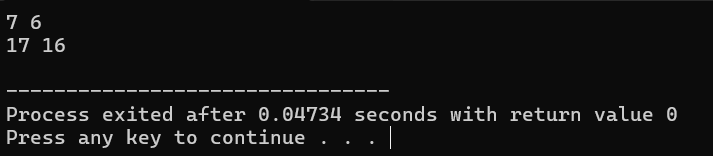 7 6
17 16
--------------------------------
Process exited after 0.04734 seconds with return value 0
Press any key to continue . . .